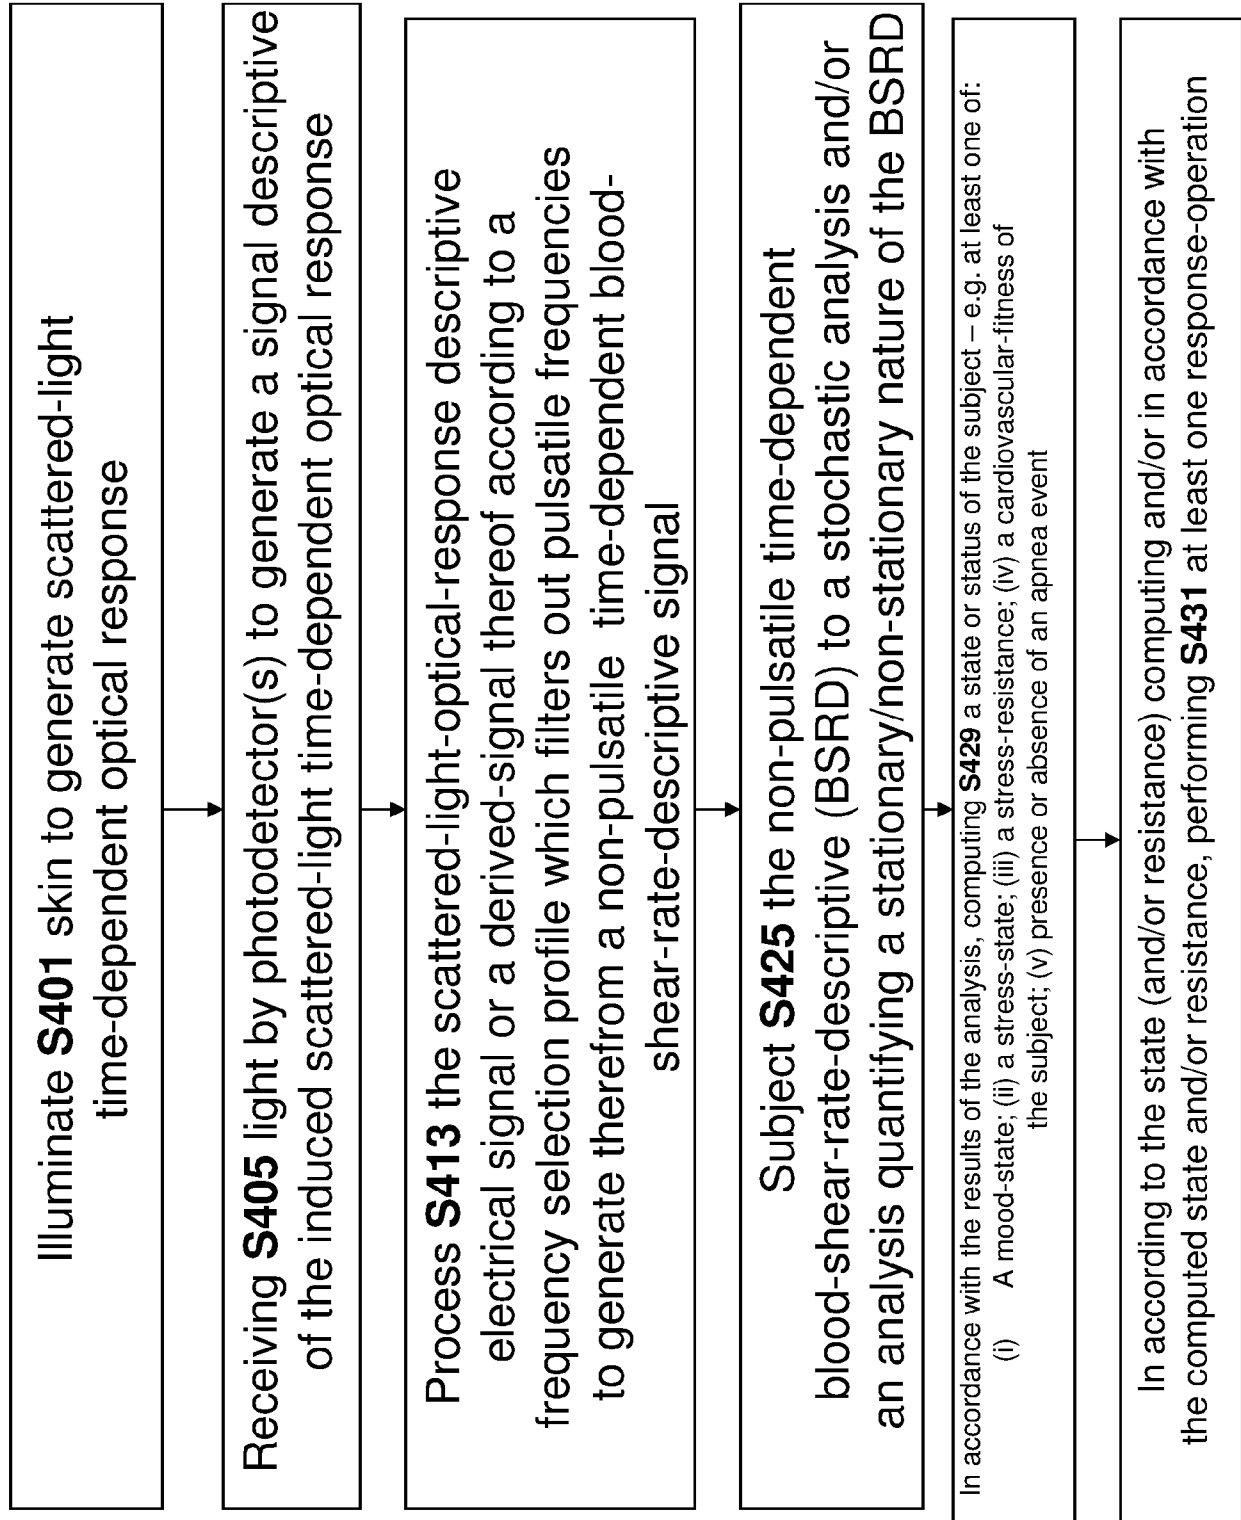 Illuminate S401 skin to generate scattered-light
time-dependent optical response
Receiving S405 light by photodetector(s) to generate a signal descriptive
of the induced scattered-light time-dependent optical response
Process S413 the scattered-light-optical-response descriptive
electrical signal or a derived-signal thereof according to a
frequency selection profile which filters out pulsatile frequencies
to generate therefrom a non-pulsatile time-dependent blood-
shear-rate-descriptive signal
Subject S425 the non-pulsatile time-dependent
blood-shear-rate-descriptive (BSRD) to a stochastic analysis and/or
an analysis quantifying a stationary/non-stationary nature of the BSRD
In accordance with the results of the analysis, computing S429 a state or status of the subject – e.g. at least one of:
(i) A mood-state; (ii) a stress-state; (iii) a stress-resistance; (iv) a cardiovascular-fitness of
the subject; (v) presence or absence of an apnea event
In according to the state (and/or resistance) computing and/or in accordance with
the computed state and/or resistance, performing S431 at least one response-operation